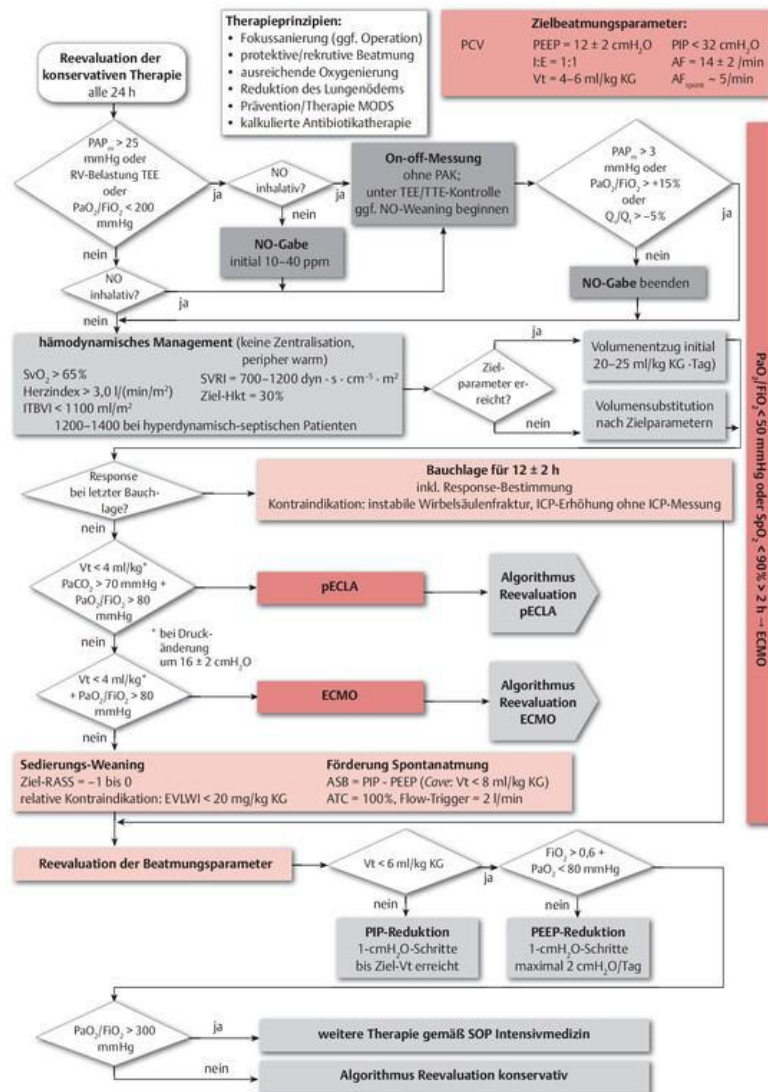 Therapieprinzipien:
• Fokussanierung (ggf. Operation)
• protektive/rekrutive Beatmung
• ausreichende Oxygenierung
• Reduktion des Lungenödems
• Prävention/Therapie MODS
• kalkulierte Antibiotikatherapie
Zielbeatmungsparameter:
PCV
PEEP = 12 ± 2 cmH₂O
I:E = 1:1
Vt = 4–6 ml/kg KG
PIP < 32 cmH₂O
AF = 14 ± 2 /min
AFspont ~ 5/min
Reevaluation der
konservativen Therapie
alle 24 h
PAPm > 25
mmHg oder
RV-Belastung TEE
oder
PaO₂/FiO₂ < 200
mmHg
ja
nein
NO
inhalativ?
ja
nein
NO-Gabe
initial 10–40 ppm
On-off-Messung
ohne PAK;
unter TEE/TTE-Kontrolle
ggf. NO-Weaning beginnen
PAPm > 3
mmHg oder
PaO₂/FiO₂ > +15%
oder
Qs/Qt > –5%
ja
nein
NO-Gabe beenden
NO
inhalativ?
ja
nein
hämodynamisches Management (keine Zentralisation,
peripher warm)
SvO₂ > 65%
Herzindex > 3,0 l/(min/m²)
ITBVI < 1100 ml/m²
1200–1400 bei hyperdynamisch-septischen Patienten
SVRI = 700–1200 dyn · s · cm⁻⁵ · m²
Ziel-Hkt = 30%
Ziel-
parameter er-
reicht?
ja
nein
Volumenentzug initial
20–25 ml/kg KG -Tag)
Volumensubstitution
nach Zielparametern
Response
bei letzter Bauch-
lage?
nein
Bauchlage für 12 ± 2 h
inkl. Response-Bestimmung
Kontraindikation: instabile Wirbelsäulenfraktur, ICP-Erhöhung ohne ICP-Messung
Vt < 4 ml/kg*
PaCO₂ > 70 mmHg +
PaO₂/FiO₂ > 80
mmHg
nein
pECLA
Algorithmus
Reevaluation
pECLA
* bei Druck-
änderung
um 16 ± 2 cmH₂O
Vt < 4 ml/kg*
+ PaO₂/FiO₂ > 80
mmHg
nein
ECMO
Algorithmus
Reevaluation
ECMO
Sedierungs-Weaning
Ziel-RASS = –1 bis 0
relative Kontraindikation: EVLWI < 20 mg/kg KG
Förderung Spontanatmung
ASB = PIP - PEEP (Cave: Vt < 8 ml/kg KG)
ATC = 100%, Flow-Trigger = 2 l/min
Reevaluation der Beatmungsparameter
Vt < 6 ml/kg KG
ja
nein
FiO₂ > 0,6 +
PaO₂ < 80 mmHg
nein
PIP-Reduktion
1-cmH₂O-Schritte
bis Ziel-Vt erreicht
PEEP-Reduktion
1-cmH₂O-Schritte
maximal 2 cmH₂O/Tag
PaO₂/FiO₂ > 300
mmHg
ja
nein
weitere Therapie gemäß SOP Intensivmedizin
Algorithmus Reevaluation konservativ
PaO₂/FiO₂ < 50 mmHg oder SpO₂ < 90% > 2 h → ECMO